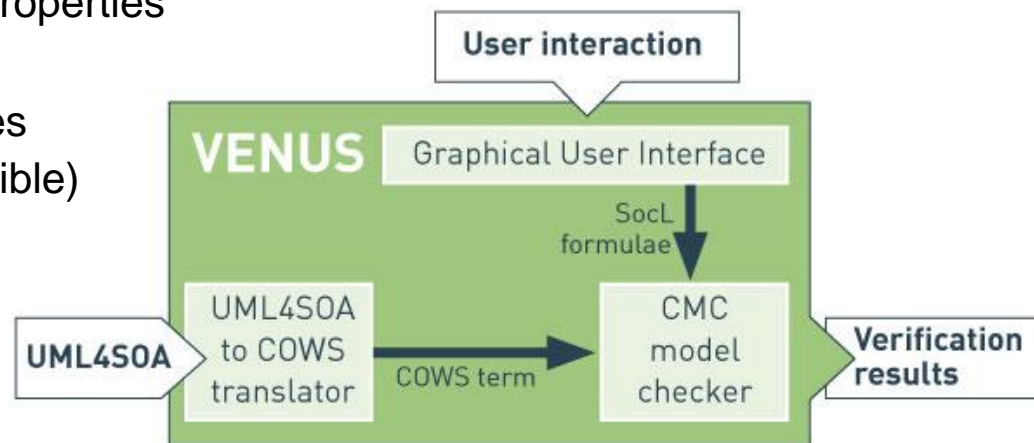 roperties
es
ible)
User interaction
VENUS
Graphical User Interface
SocL
formulae
UML4SOA
UML4SOA
to COWS
translator
COWS term
CMC
model
checker
Verification
results